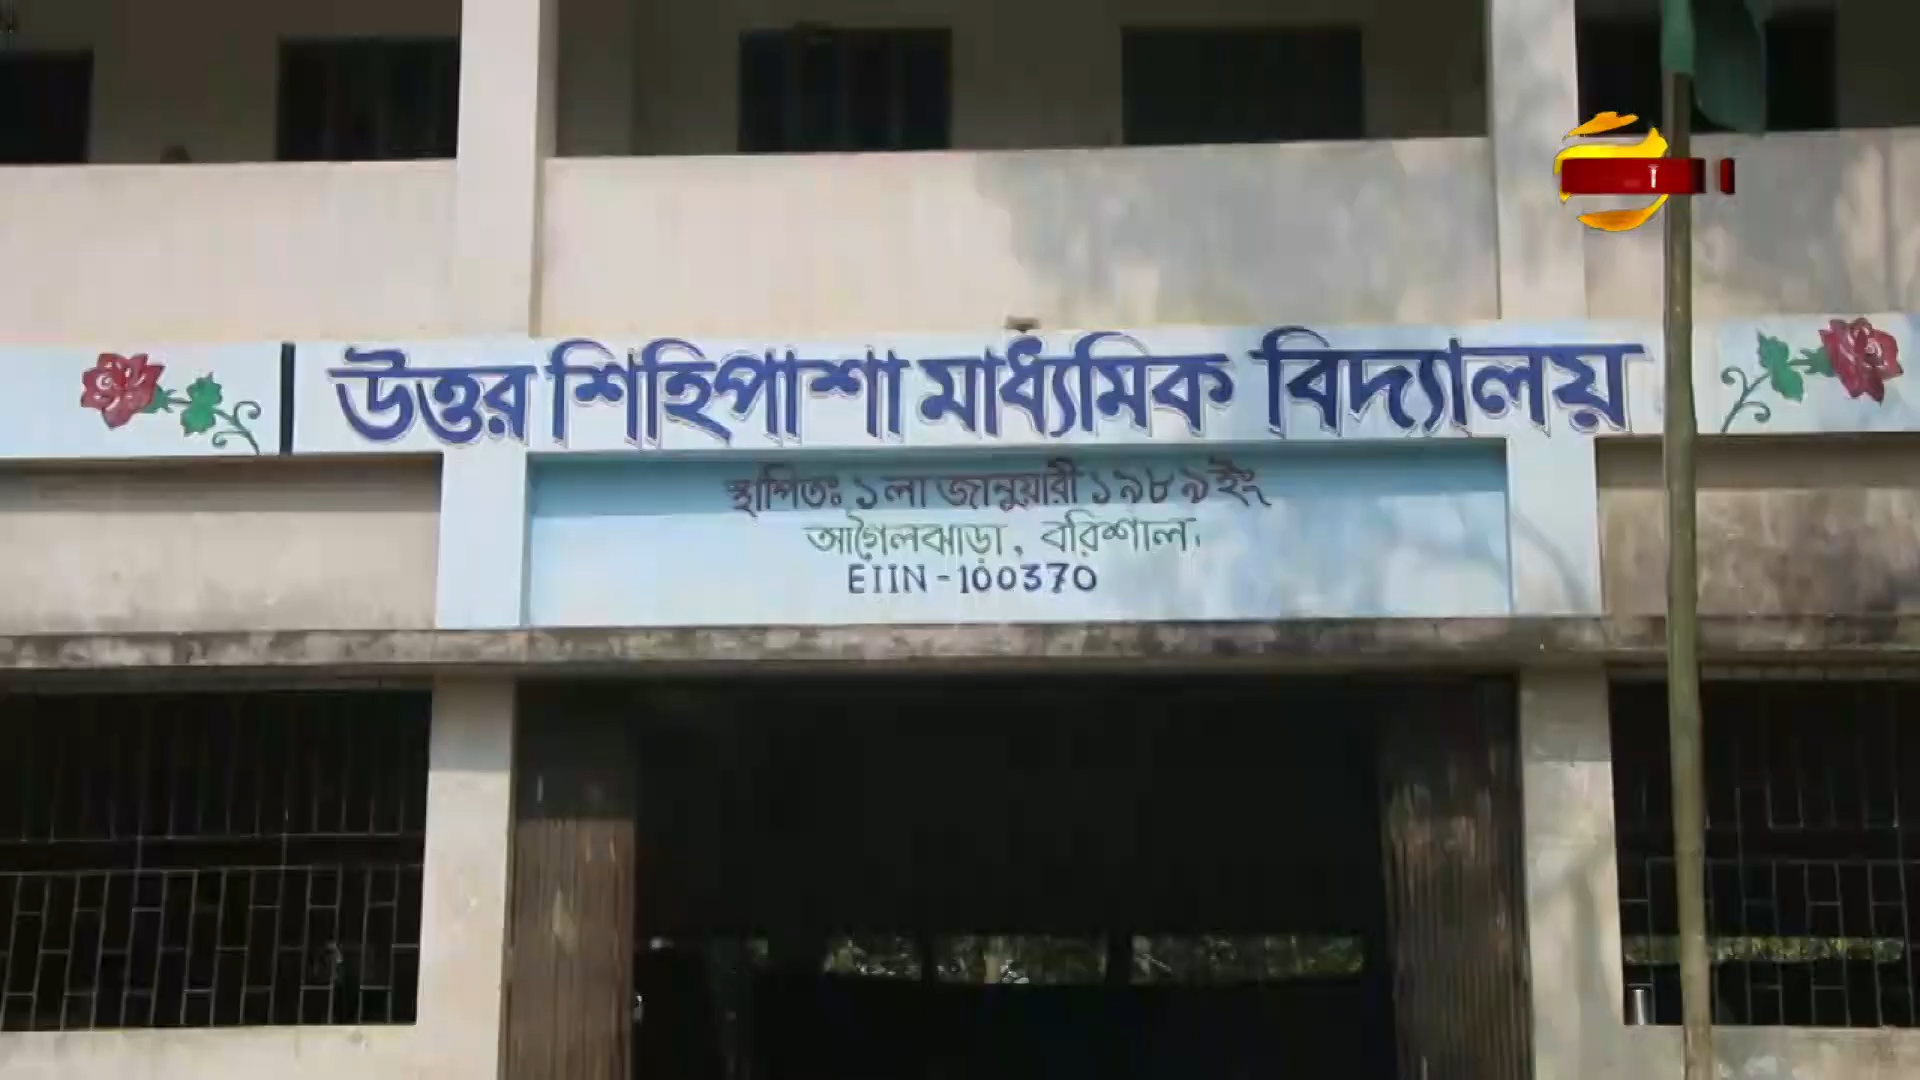 উত্তর শিহিপাশা মাধ্যমিক বিদ্যালয়
স্থাপিতঃ ১লা জানুয়ারী ১৯৮৯ইং
আগৈলঝাড়া, বরিশাল।
EIIN-100370